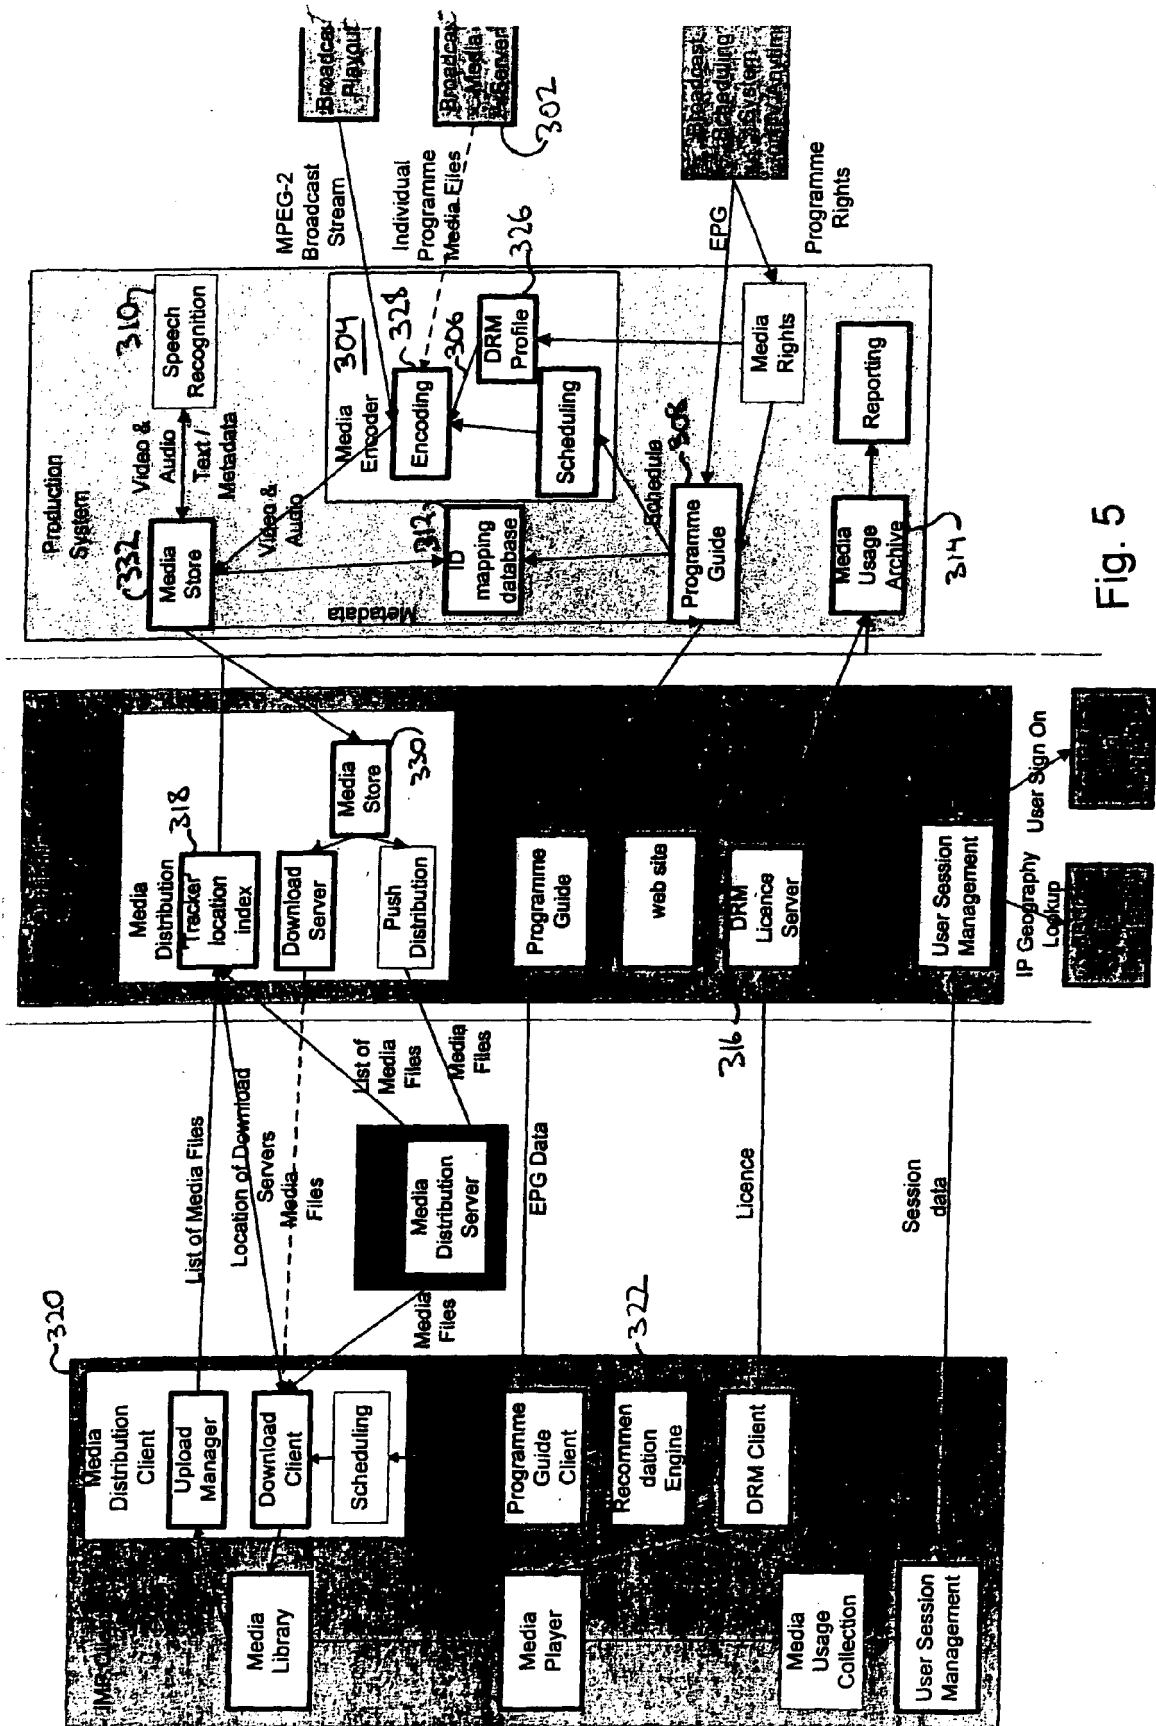 320
Media
Distribution
Client
Upload
Manager
Download
Client
Scheduling
Media
Library
Programme
Guide
Client
Recommen
dation
Engine
322
DRM Client
Media
Player
Media
Usage
Collection
User Session
Management
List of Media Files
Location of Download
Servers
Media
Files
Media
Files
Media
Distribution
Server
List of
Media
Files
Media Files
EPG Data
Licence
Session
data
Media
Distribution
Tracker
location
index
318
Download
Server
Push
Distribution
Media
Store
330
Programme
Guide
web site
DRM
Licence
Server
316
User Session
Management
IP Geography
Lookup
User Sign On
Production
System
332
Media
Store
Video &
Audio
Text /
Metadata
Speech
Recognition
310
Video &
Audio
Metadata
312
ID
mapping
database
Media
Encoder
304
Encoding
328
306
DRM
Profile
326
Scheduling
Schedule
308
Programme
Guide
Media
Rights
Media
Usage
Archive
314
Reporting
MPEG-2
Broadcast
Stream
Individual
Programme
Media Files
Broadcas
Playout
Broadcas
Media
Server
302
EPG
Programme
Rights
Broadcast
Scheduling
System
Fig. 5